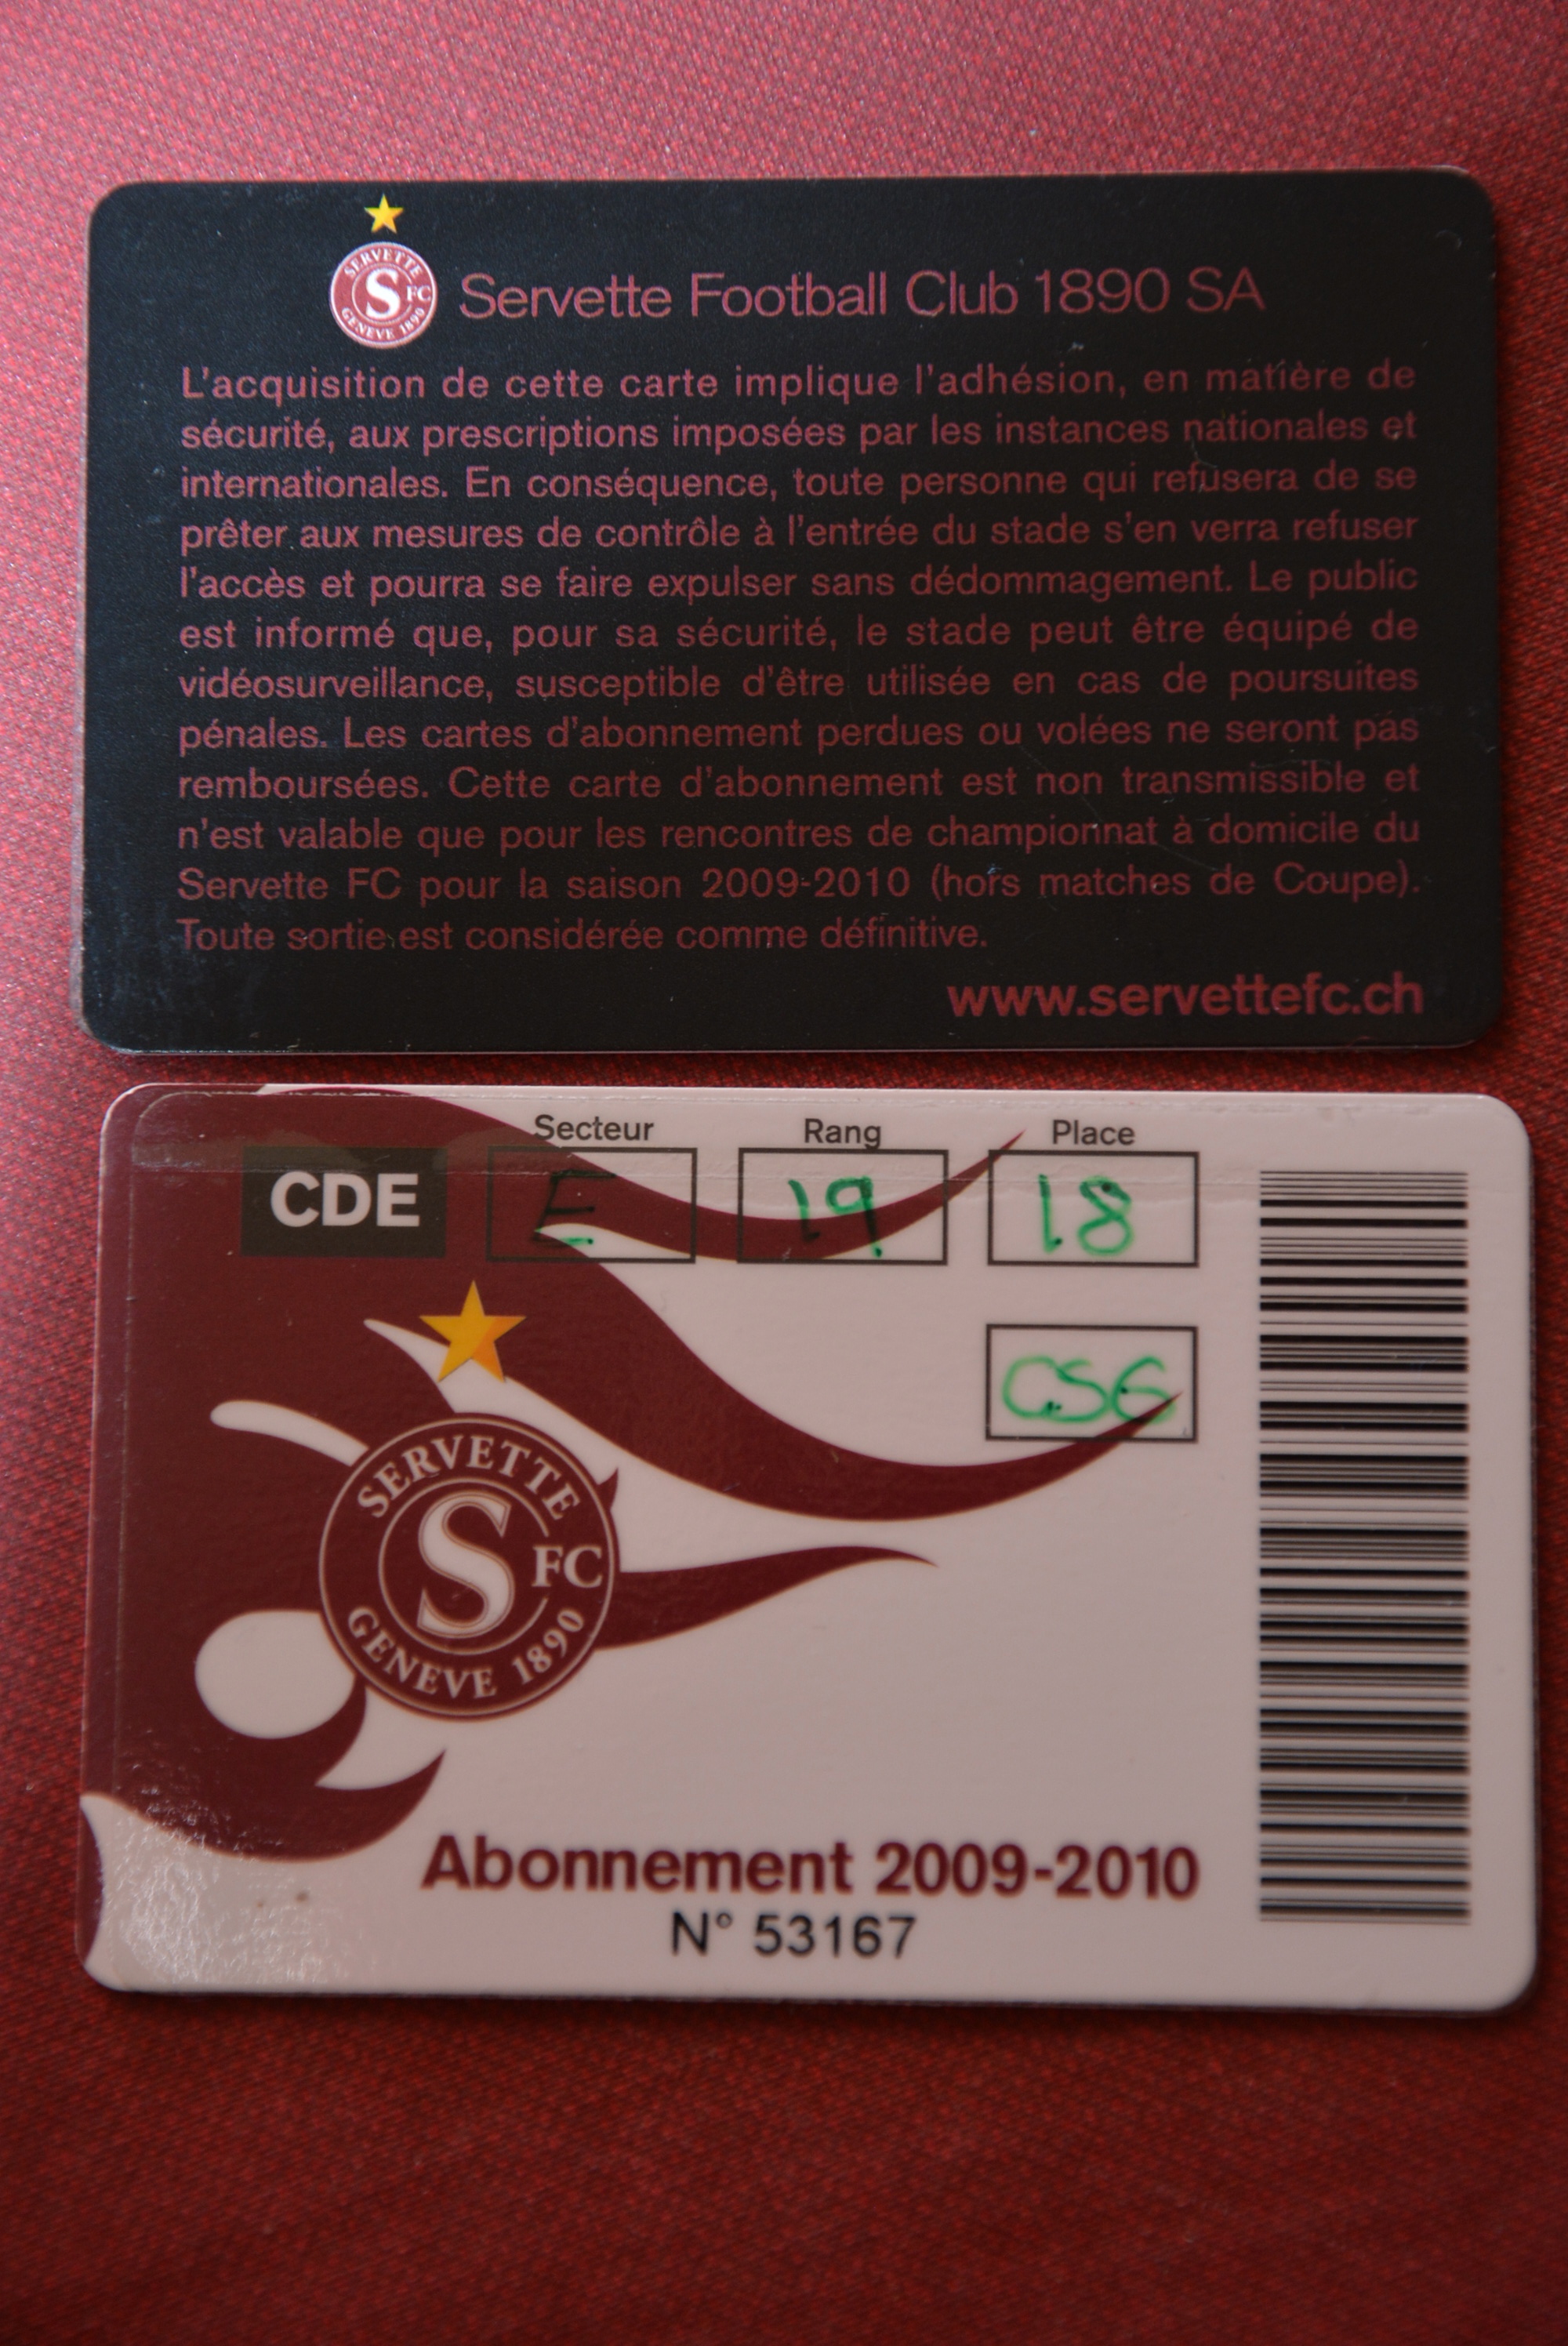 SERVETTE
S FC
GENEVE 1890
Servette Football Club 1890 SA
L'acquisition de cette carte implique l'adhésion, en matière de
sécurité, aux prescriptions imposées par les instances nationales et
internationales. En conséquence, toute personne qui refusera de se
prêter aux mesures de contrôle à l'entrée du stade s'en verra refuser
l'accès et pourra se faire expulser sans dédommagement. Le public
est informé que, pour sa sécurité, le stade peut être équipé de
vidéosurveillance, susceptible d'être utilisée en cas de poursuites
pénales. Les cartes d'abonnement perdues ou volées ne seront pas
remboursées. Cette carte d'abonnement est non transmissible et
n'est valable que pour les rencontres de championnat à domicile du
Servette FC pour la saison 2009-2010 (hors matches de Coupe).
Toute sortie est considérée comme définitive.
www.servettefc.ch
Secteur Rang Place
CDE E 19 18
CSG
SERVETTE
S FC
GENEVE 1890
Abonnement 2009-2010
N° 53167